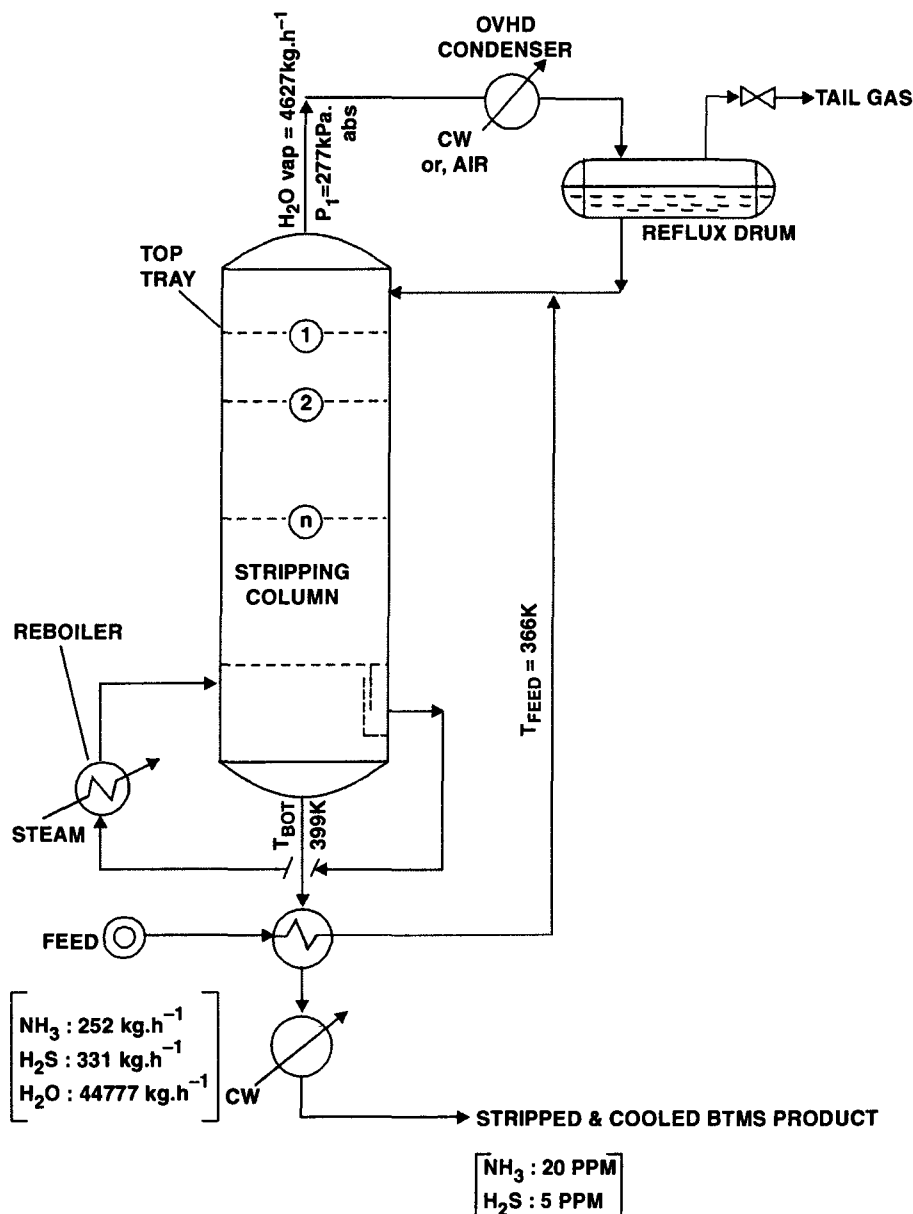 OVHD
CONDENSER
H₂O vap = 4627kg.h⁻¹
P₁=277kPa.
abs
CW
or, AIR
TAIL GAS
REFLUX DRUM
TOP
TRAY
1
2
n
STRIPPING
COLUMN
REBOILER
STEAM
T_BOT
399K
T_FEED = 366K
FEED
NH₃ : 252 kg.h⁻¹
H₂S : 331 kg.h⁻¹
H₂O : 44777 kg.h⁻¹
CW
STRIPPED & COOLED BTMS PRODUCT
NH₃ : 20 PPM
H₂S : 5 PPM